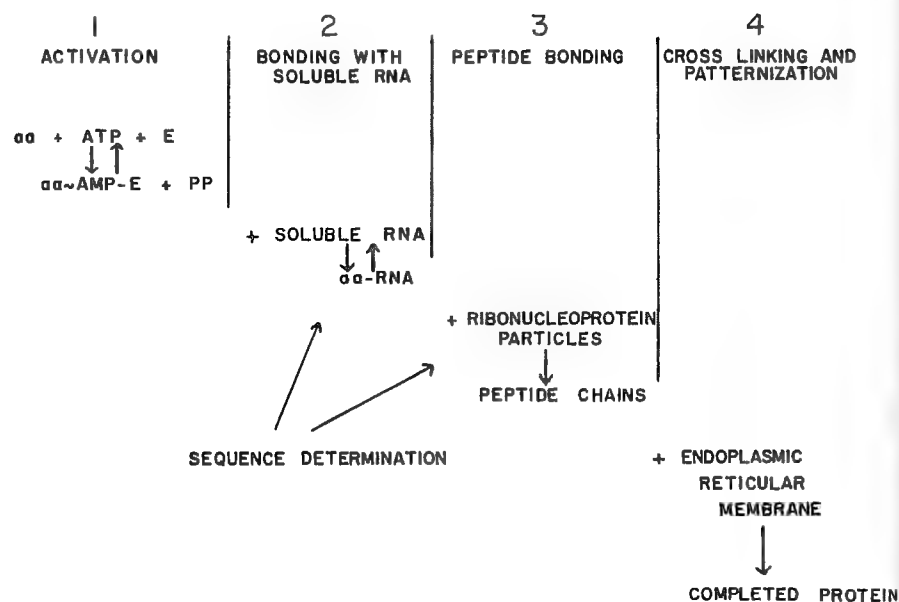 1
ACTIVATION
aa + ATP + E
aa~AMP-E + PP
2
BONDING WITH
SOLUBLE RNA
+ SOLUBLE RNA
aa-RNA
3
PEPTIDE BONDING
+ RIBONUCLEOPROTEIN
PARTICLES
PEPTIDE CHAINS
SEQUENCE DETERMINATION
4
CROSS LINKING AND
PATTERNIZATION
+ ENDOPLASMIC
RETICULAR
MEMBRANE
COMPLETED PROTEIN